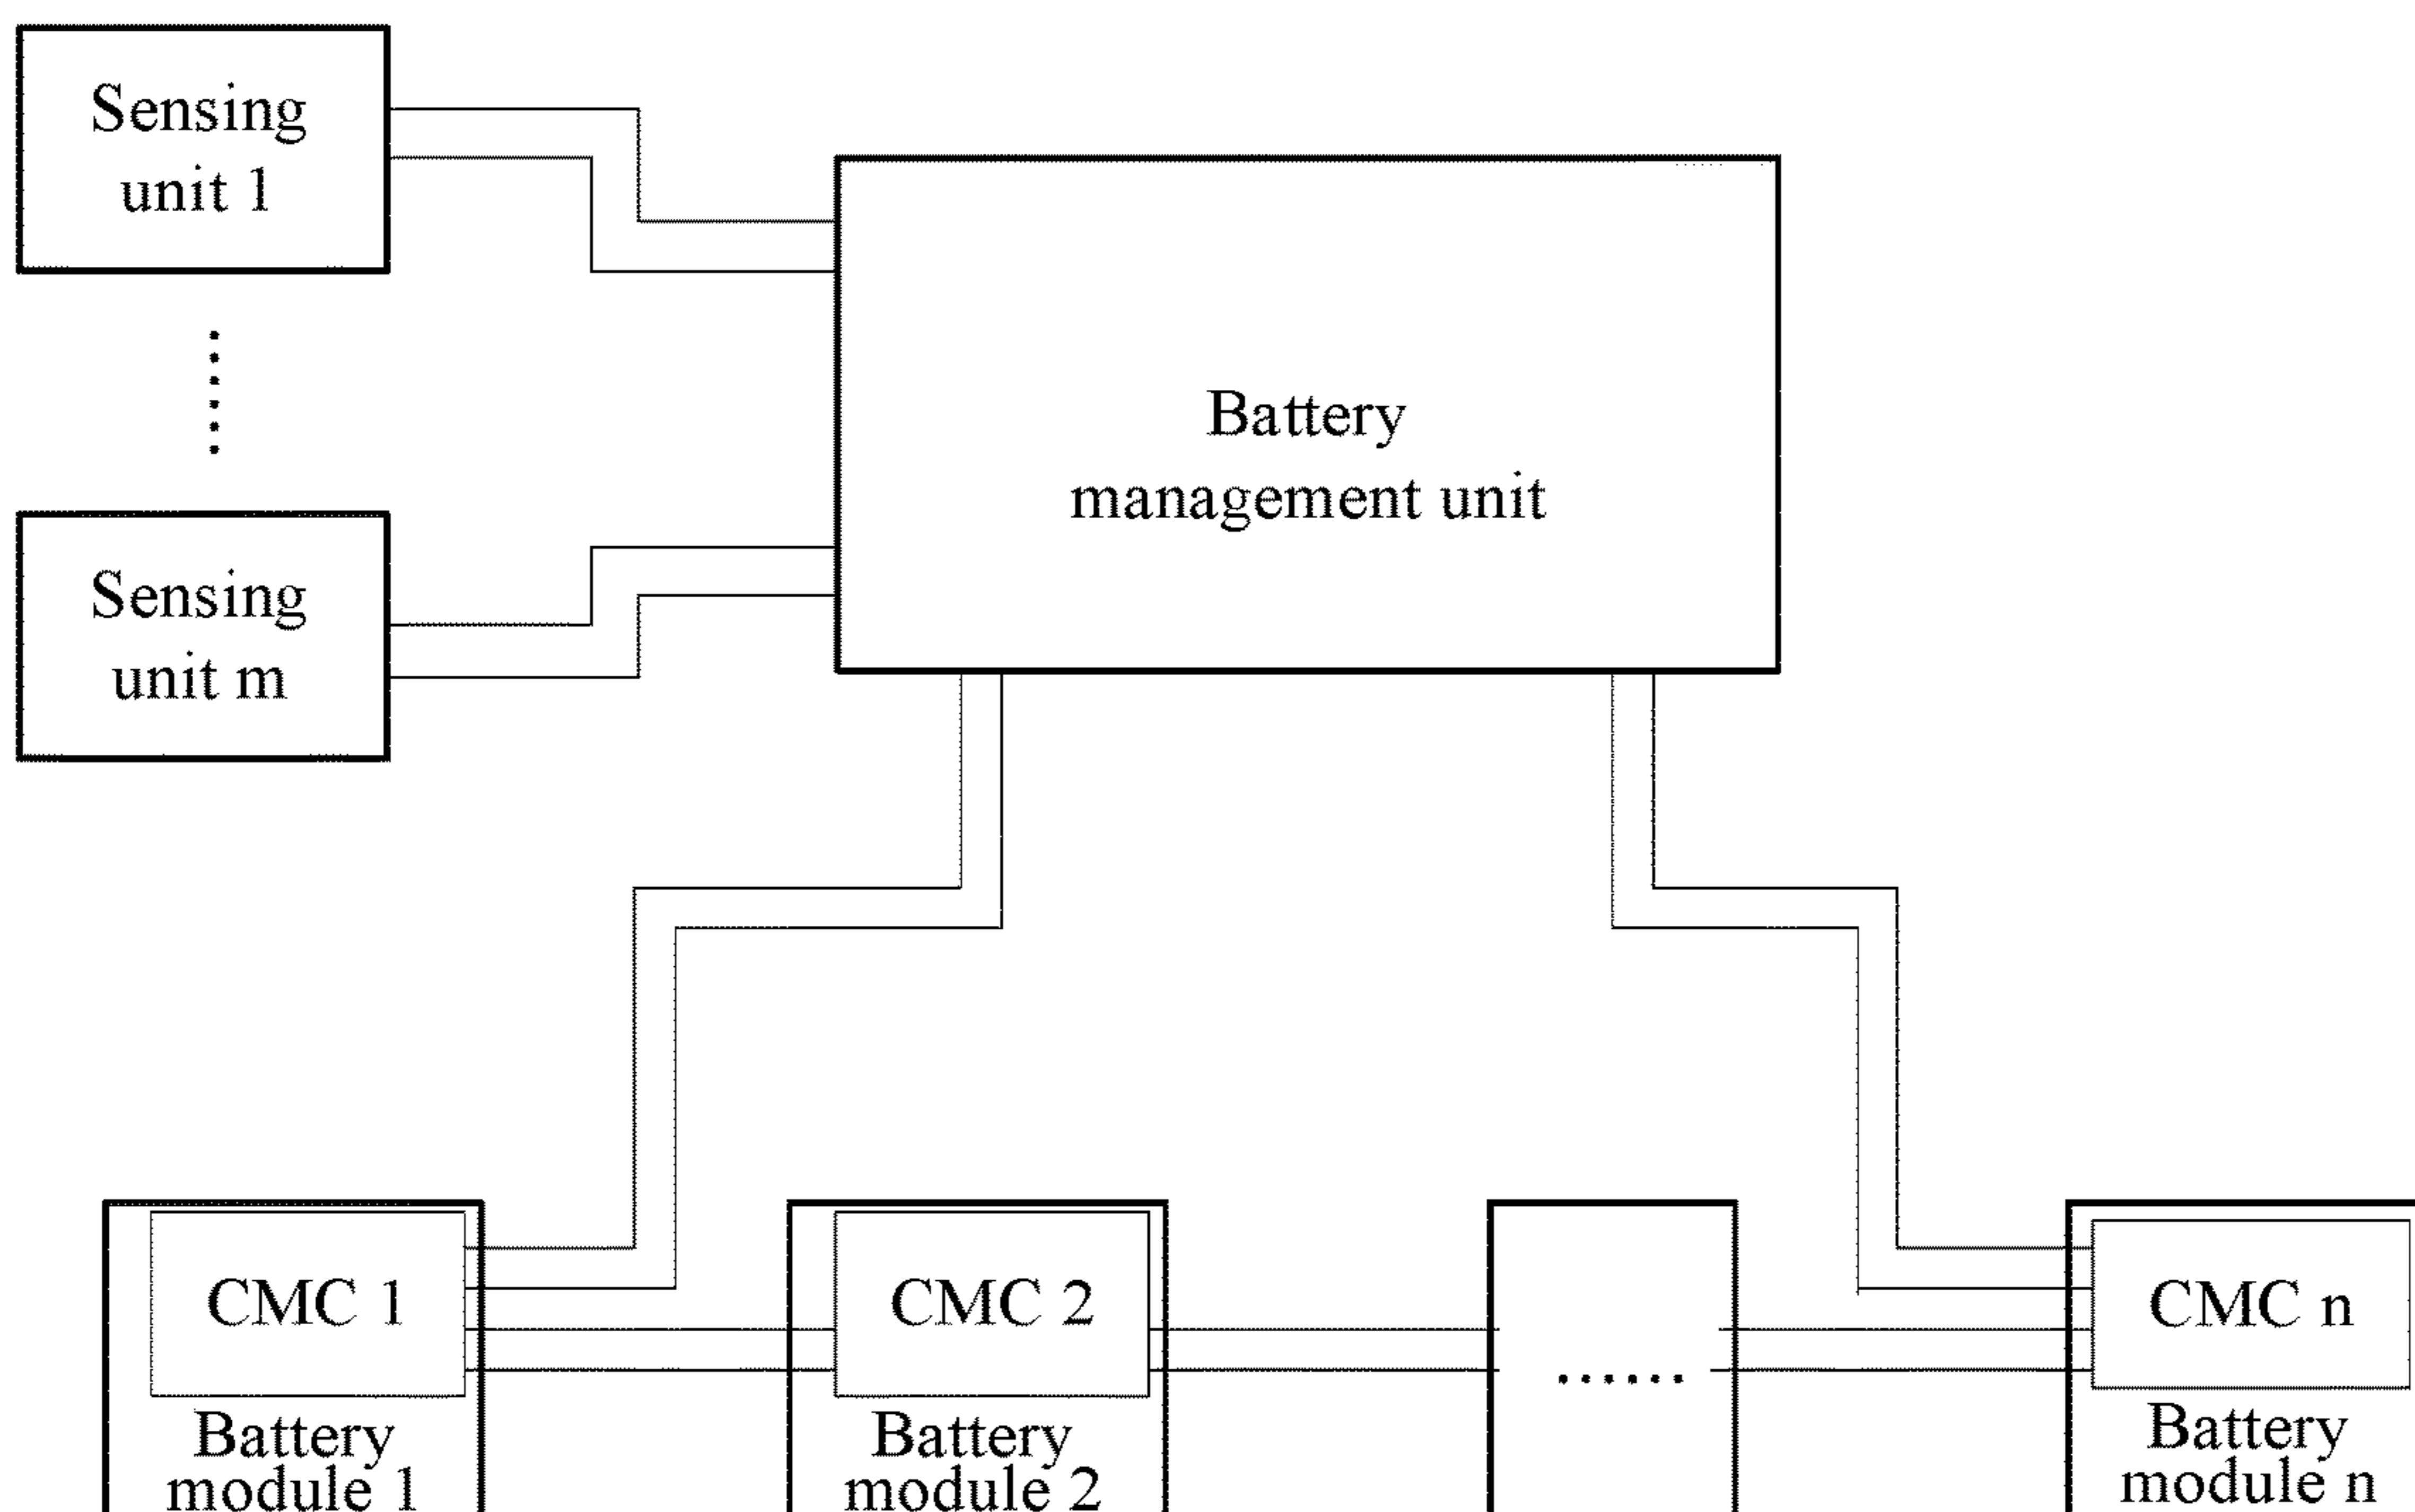 Sensing
unit 1
......
Battery
management unit
Sensing
unit m
CMC 1
CMC 2
......
CMC n
Battery
module 1
Battery
module 2
Battery
module n